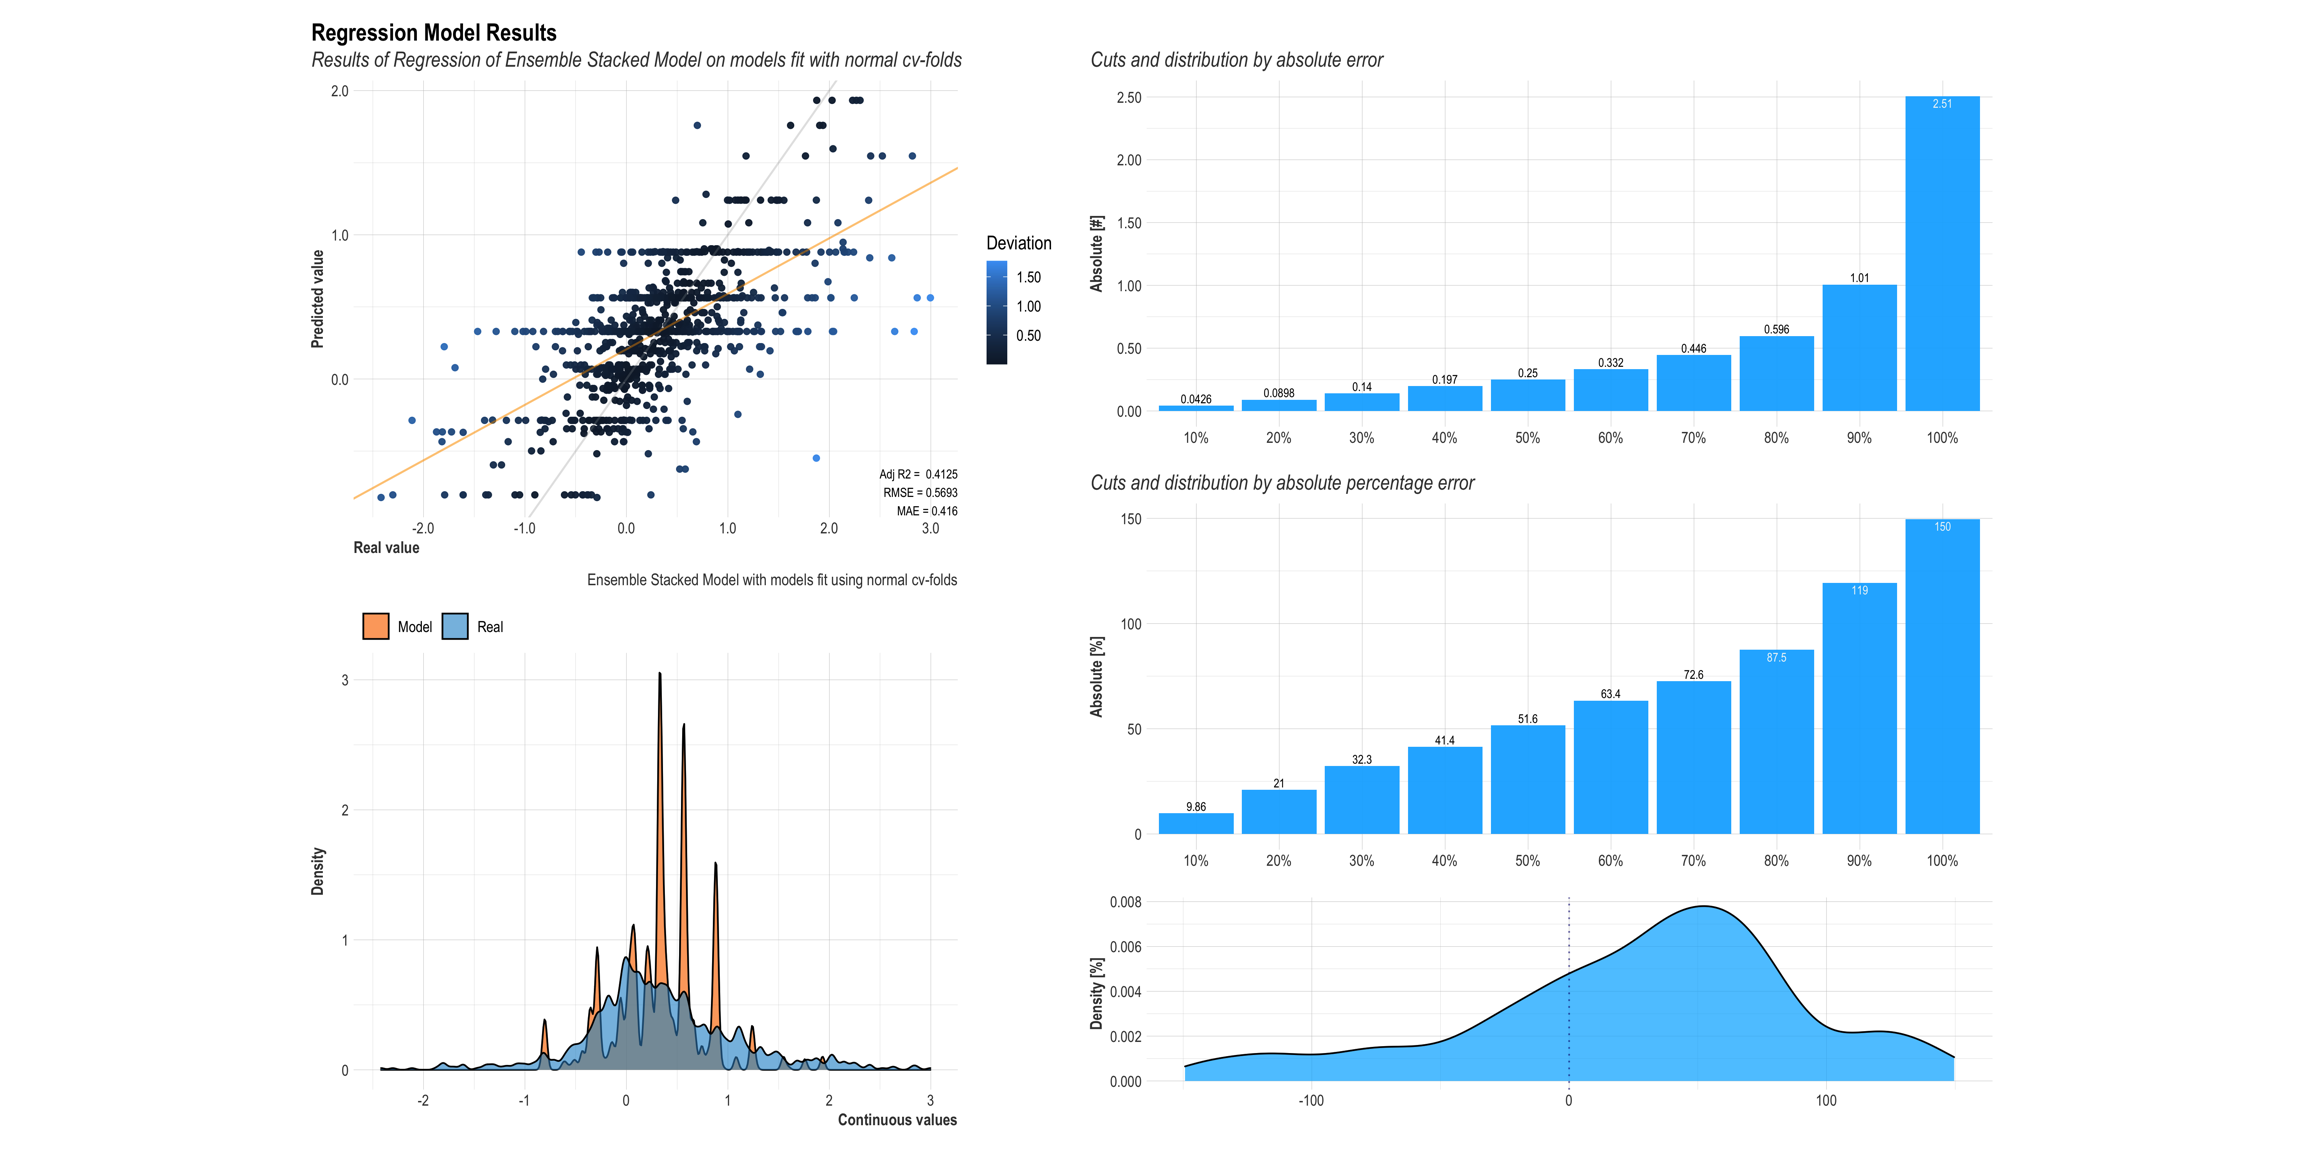 Regression Model Results
Results of Regression of Ensemble Stacked Model on models fit with normal cv-folds
2.0
1.0
0.0
Predicted value
-2.0 -1.0 0.0 1.0 2.0 3.0
Real value
Adj R2 = 0.4125
RMSE = 0.5693
MAE = 0.416
Deviation
1.50
1.00
0.50
Ensemble Stacked Model with models fit using normal cv-folds
Model Real
3
2
1
0
Density
-2 -1 0 1 2 3
Continuous values
Cuts and distribution by absolute error
2.50
2.00
1.50
1.00
0.50
0.00
Absolute [#]
0.0426 0.0898 0.14 0.197 0.25 0.332 0.446 0.596 1.01 2.51
10% 20% 30% 40% 50% 60% 70% 80% 90% 100%
Cuts and distribution by absolute percentage error
150
100
50
0
Absolute [%]
9.86 21 32.3 41.4 51.6 63.4 72.6 87.5 119 150
10% 20% 30% 40% 50% 60% 70% 80% 90% 100%
0.008
0.006
0.004
0.002
0.000
Density [%]
-100 0 100